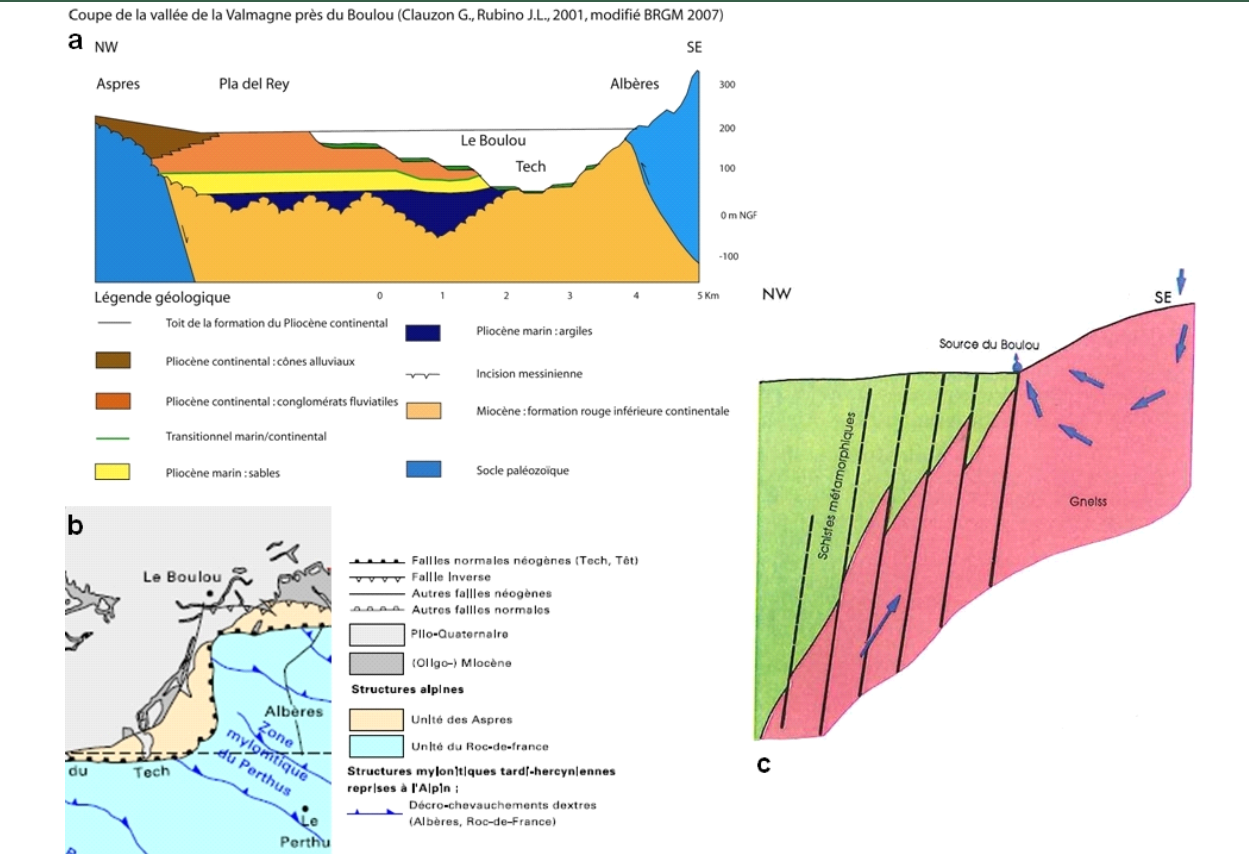 Coupe de la vallée de la Valmagne près du Boulou (Clauzon G., Rubino J.L., 2001, modifié BRGM 2007)
a
NW
SE
Aspres
Pla del Rey
Albères
300
200
100
0 m NGF
-100
Le Boulou
Tech
Légende géologique
0
1
2
3
4
5 Km
Toit de la formation du Pliocène continental
Pliocène continental : cônes alluviaux
Pliocène continental : conglomérats fluviatiles
Transitionnel marin/continental
Pliocène marin : sables
Pliocène marin : argiles
Incision messinienne
Miocène : formation rouge inférieure continentale
Socle paléozoïque
b
Le Boulou
Albères
Zone
mylonitique
du Perthus
du Tech
Le
Perthu
Failles normales néogènes (Tech, Têt)
Faille Inverse
Autres failles néogènes
Autres failles normales
Plio-Quaternaire
(Oligo-) Miocène
Structures alpines
Unité des Aspres
Unité du Roc-de-france
Structures mylonitiques tardi-hercyniennes
reprises à l'Alpin :
Décro-chevauchements dextres
(Albères, Roc-de-France)
NW
SE
Source du Boulou
Schistes métamorphiques
Gneiss
c